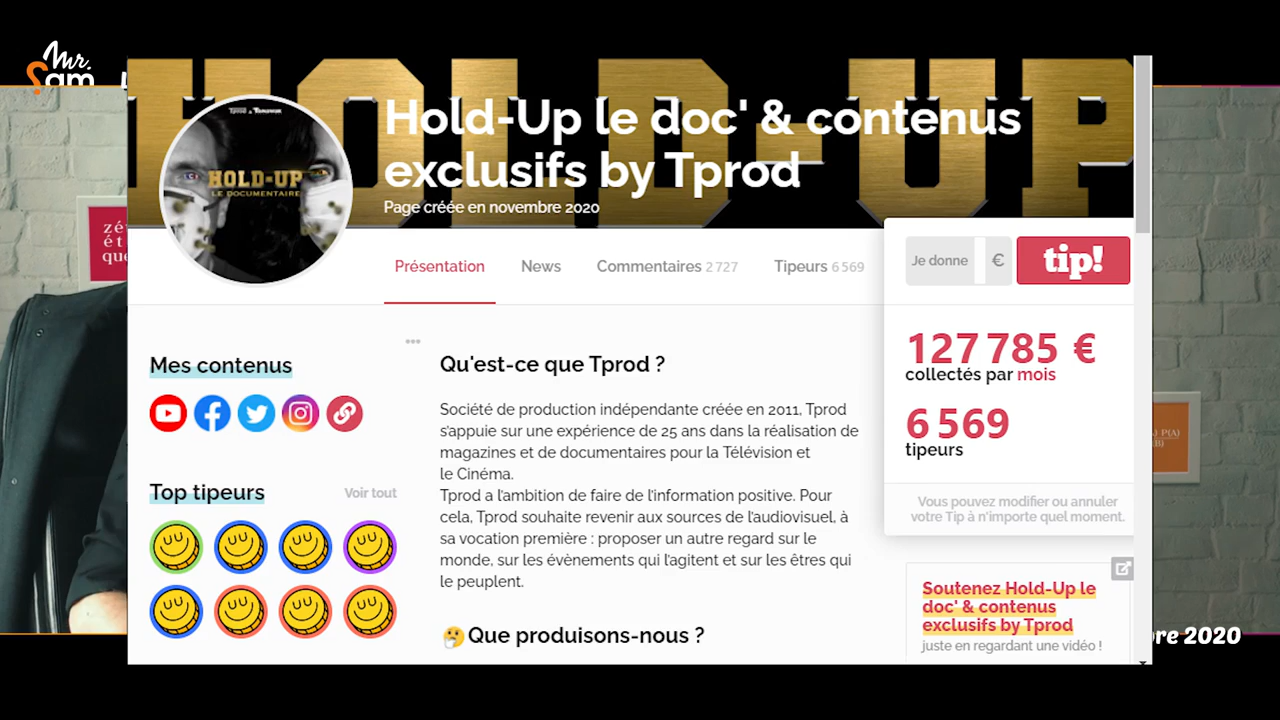 Mr.
Sam
Hold-Up le doc' & contenus
exclusifs by Tprod
Page créée en novembre 2020
HOLD-UP
LE DOCUMENTAIRE
Présentation
News
Commentaires 2 727
Tipeurs 6 569
Je donne
€
tip!
127 785 €
collectés par mois
6 569
tipeurs
Vous pouvez modifier ou annuler
votre Tip à n'importe quel moment.
Mes contenus
Top tipeurs
Voir tout
Qu'est-ce que Tprod ?
Société de production indépendante créée en 2011, Tprod
s'appuie sur une expérience de 25 ans dans la réalisation de
magazines et de documentaires pour la Télévision et
le Cinéma.
Tprod a l'ambition de faire de l'information positive. Pour
cela, Tprod souhaite revenir aux sources de l'audiovisuel, à
sa vocation première : proposer un autre regard sur le
monde, sur les évènements qui l'agitent et sur les êtres qui
le peuplent.
🤔Que produisons-nous ?
Soutenez Hold-Up le
doc' & contenus
exclusifs by Tprod
juste en regardant une vidéo !
2020